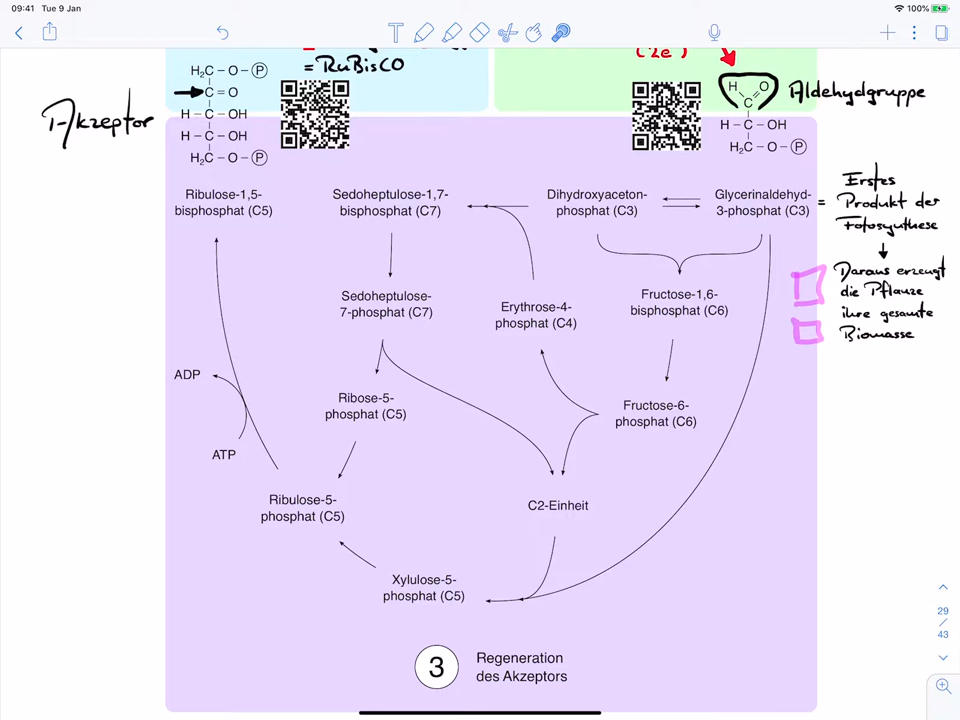 09:41 Tue 9 Jan
100%
= RuBisCO
(2e )
H₂C – O – P
C = O
H – C – OH
H – C – OH
H₂C – O – P
Akzeptor
H O
C
H – C – OH
H₂C – O – P
Aldehydgruppe
Ribulose-1,5-
bisphosphat (C5)
Sedoheptulose-1,7-
bisphosphat (C7)
Dihydroxyaceton-
phosphat (C3)
Glycerinaldehyd-
3-phosphat (C3)
= Erstes
Produkt der
Fotosynthese
Daraus erzeugt
die Pflanze
ihre gesamte
Biomasse
Sedoheptulose-
7-phosphat (C7)
Erythrose-4-
phosphat (C4)
Fructose-1,6-
bisphosphat (C6)
ADP
ATP
Ribose-5-
phosphat (C5)
Fructose-6-
phosphat (C6)
Ribulose-5-
phosphat (C5)
C2-Einheit
Xylulose-5-
phosphat (C5)
3 Regeneration
des Akzeptors
29
/
43